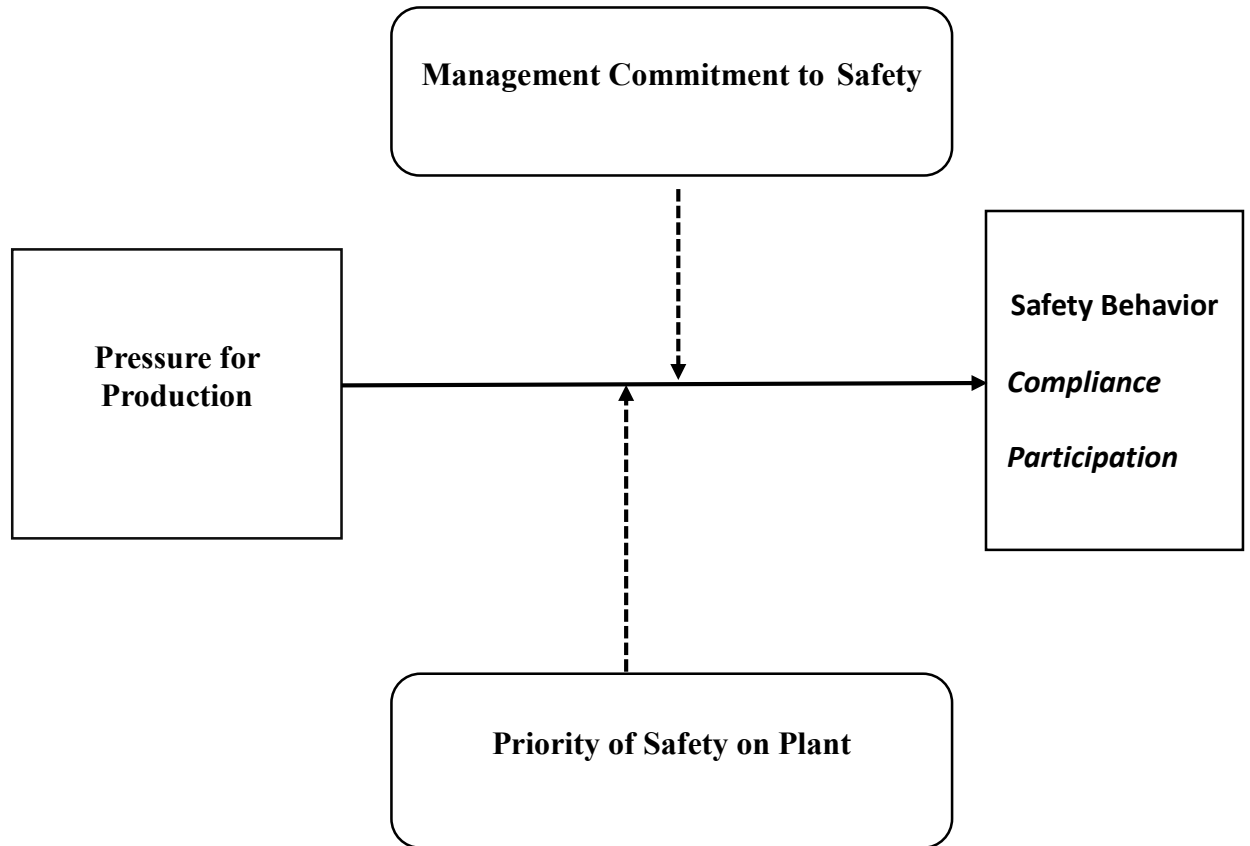 Management Commitment to Safety
Pressure for
Production
Safety Behavior
Compliance
Participation
Priority of Safety on Plant